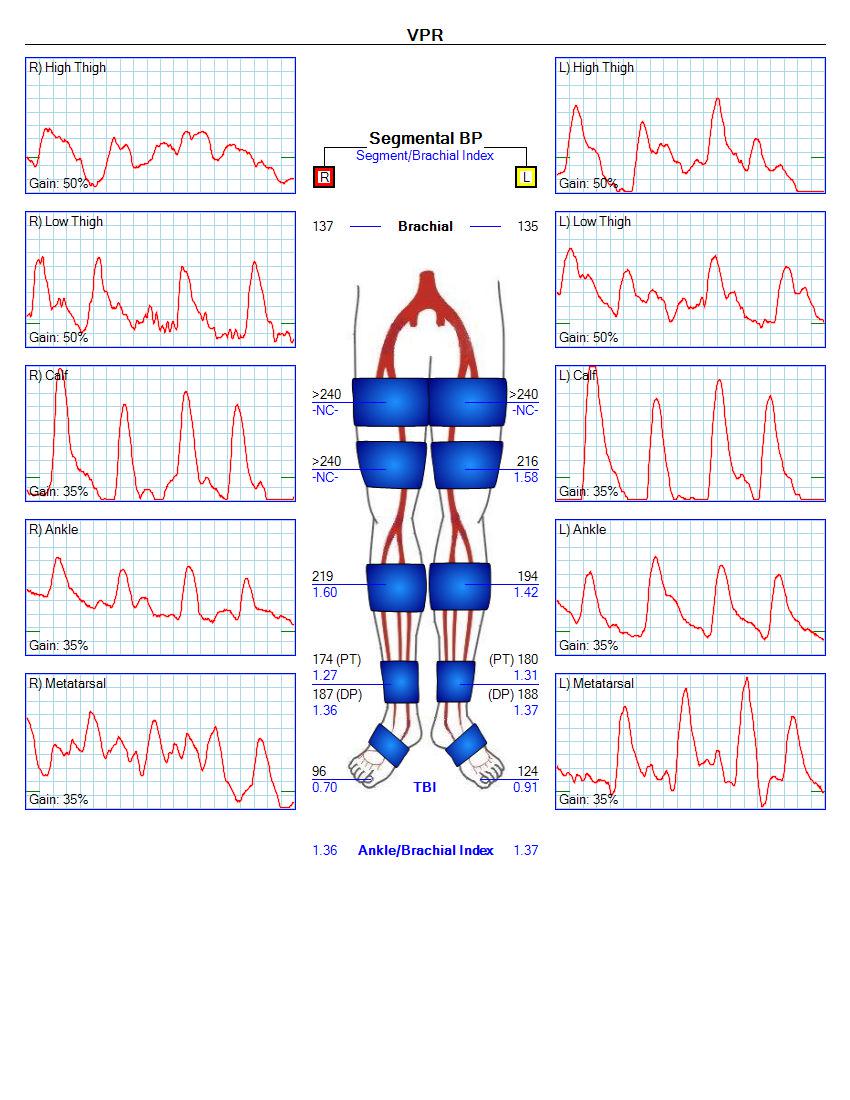 VPR
R) High Thigh
Gain: 50%
R) Low Thigh
Gain: 50%
R) Calf
Gain: 35%
R) Ankle
Gain: 35%
R) Metatarsal
Gain: 35%
Segmental BP
Segment/Brachial Index
R L
137 Brachial 135
>240 >240
-NC- -NC-
>240 216
-NC- 1.58
219 194
1.60 1.42
174 (PT) (PT) 180
1.27 1.31
187 (DP) (DP) 188
1.36 1.37
96 124
0.70 TBI 0.91
1.36 Ankle/Brachial Index 1.37
L) High Thigh
Gain: 50%
L) Low Thigh
Gain: 50%
L) Calf
Gain: 35%
L) Ankle
Gain: 35%
L) Metatarsal
Gain: 35%